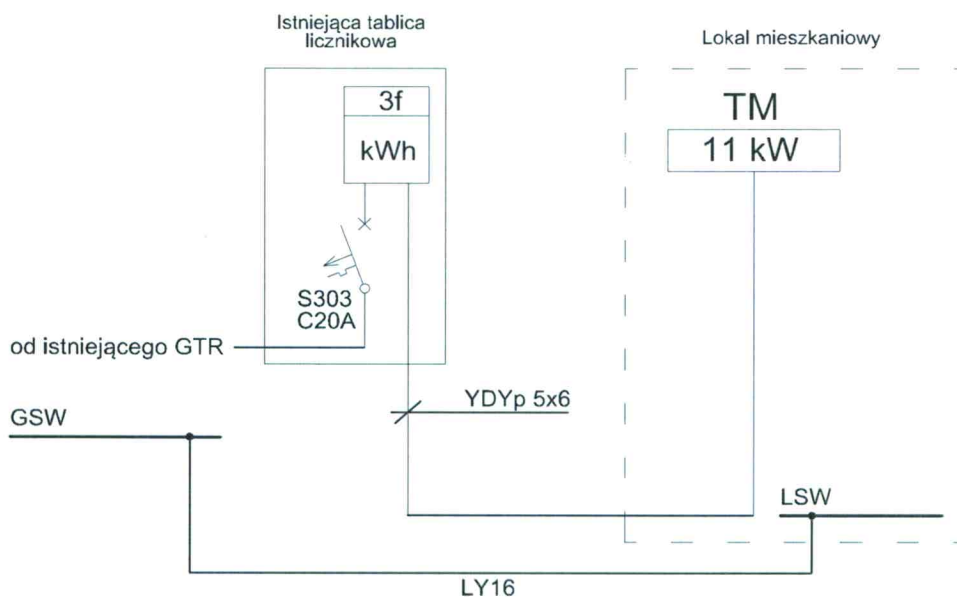 Istniejąca tablica
licznikowa
Lokal mieszkaniowy
3f
kWh
TM
11 kW
S303
C20A
od istniejącego GTR
YDYp 5x6
GSW
LSW
LY16